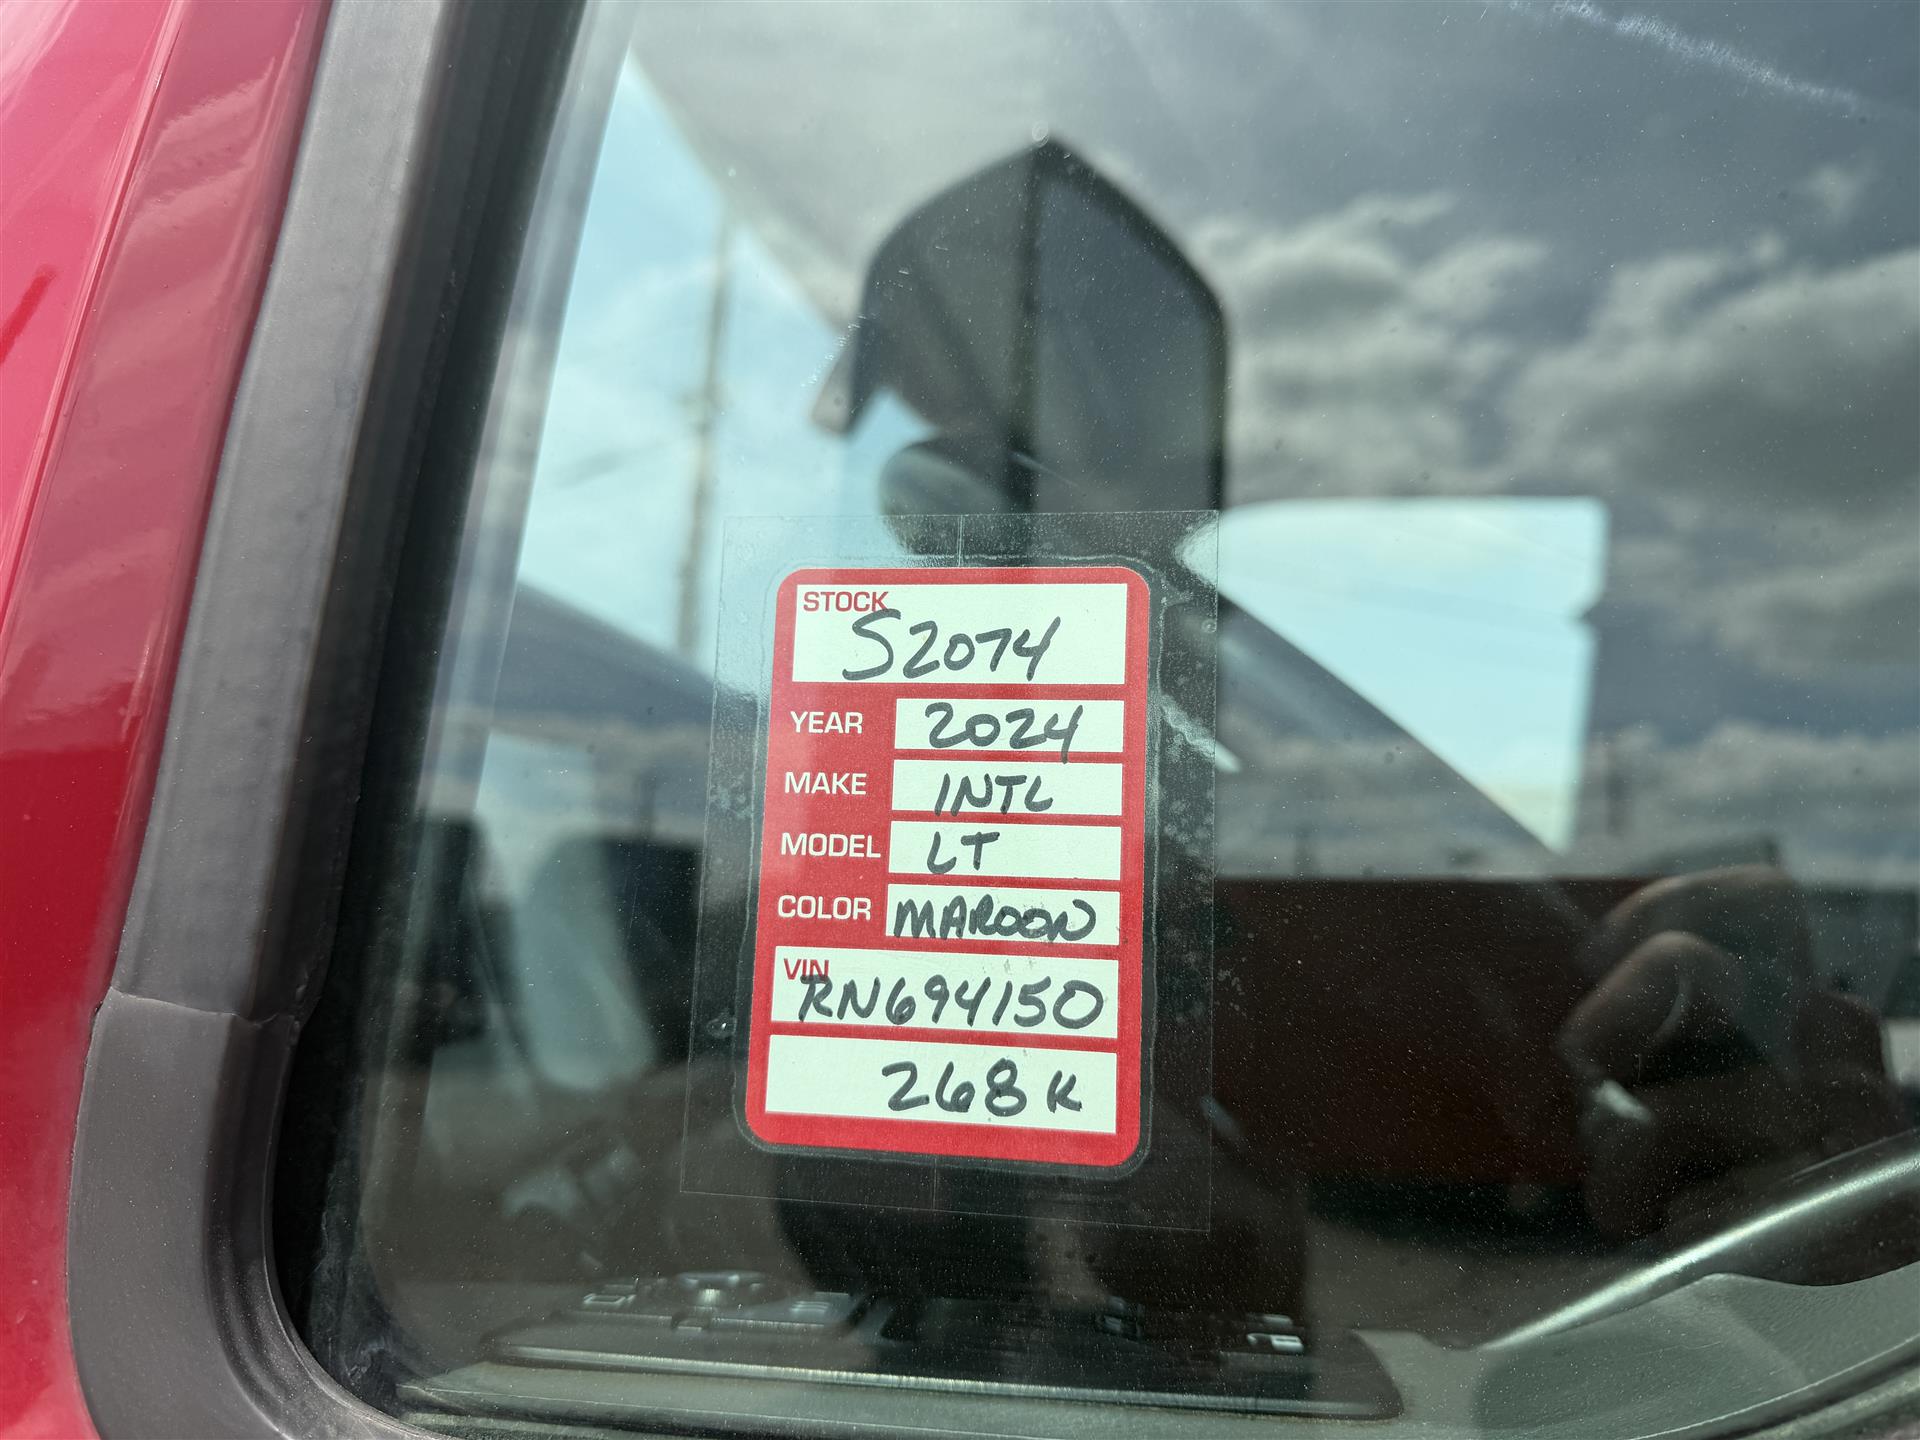 STOCK
S2074
YEAR 2024
MAKE INTL
MODEL LT
COLOR MAROON
VIN
RN694150
268K